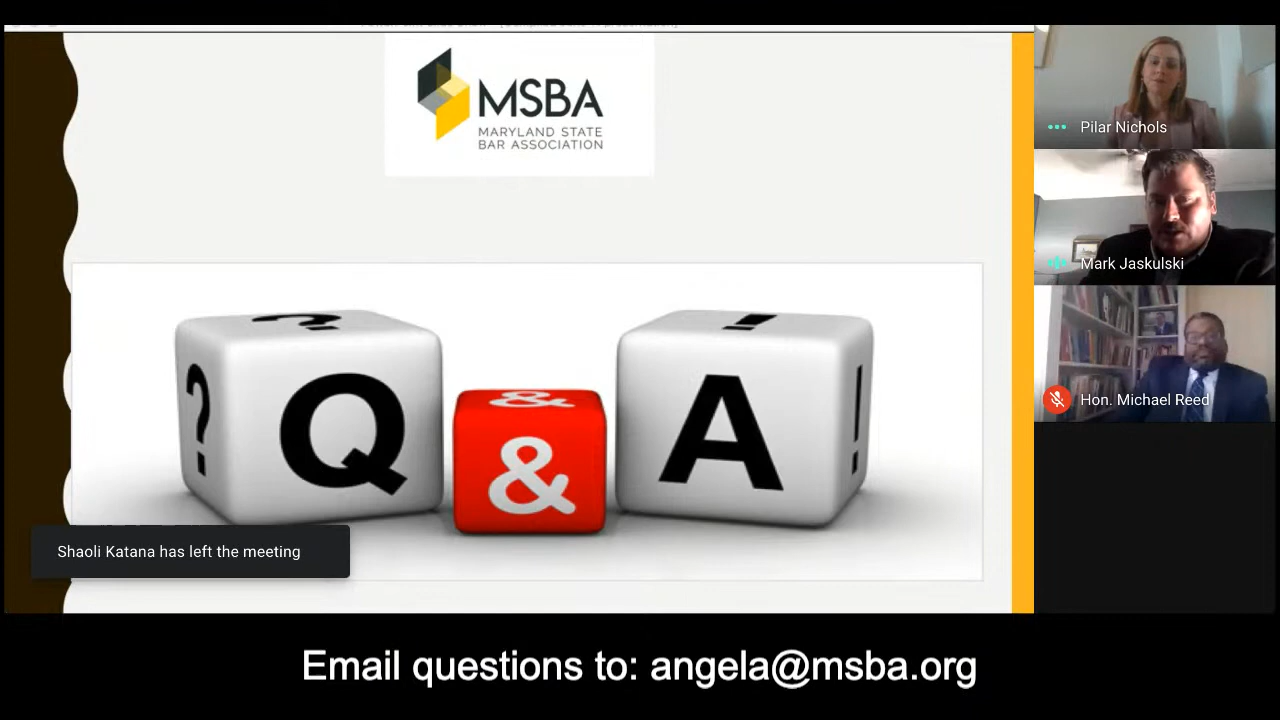 MSBA
MARYLAND STATE
BAR ASSOCIATION
?
Q
?
&
&
!
A
!
Pilar Nichols
Mark Jaskulski
Hon. Michael Reed
Shaoli Katana has left the meeting
Email questions to: angela@msba.org